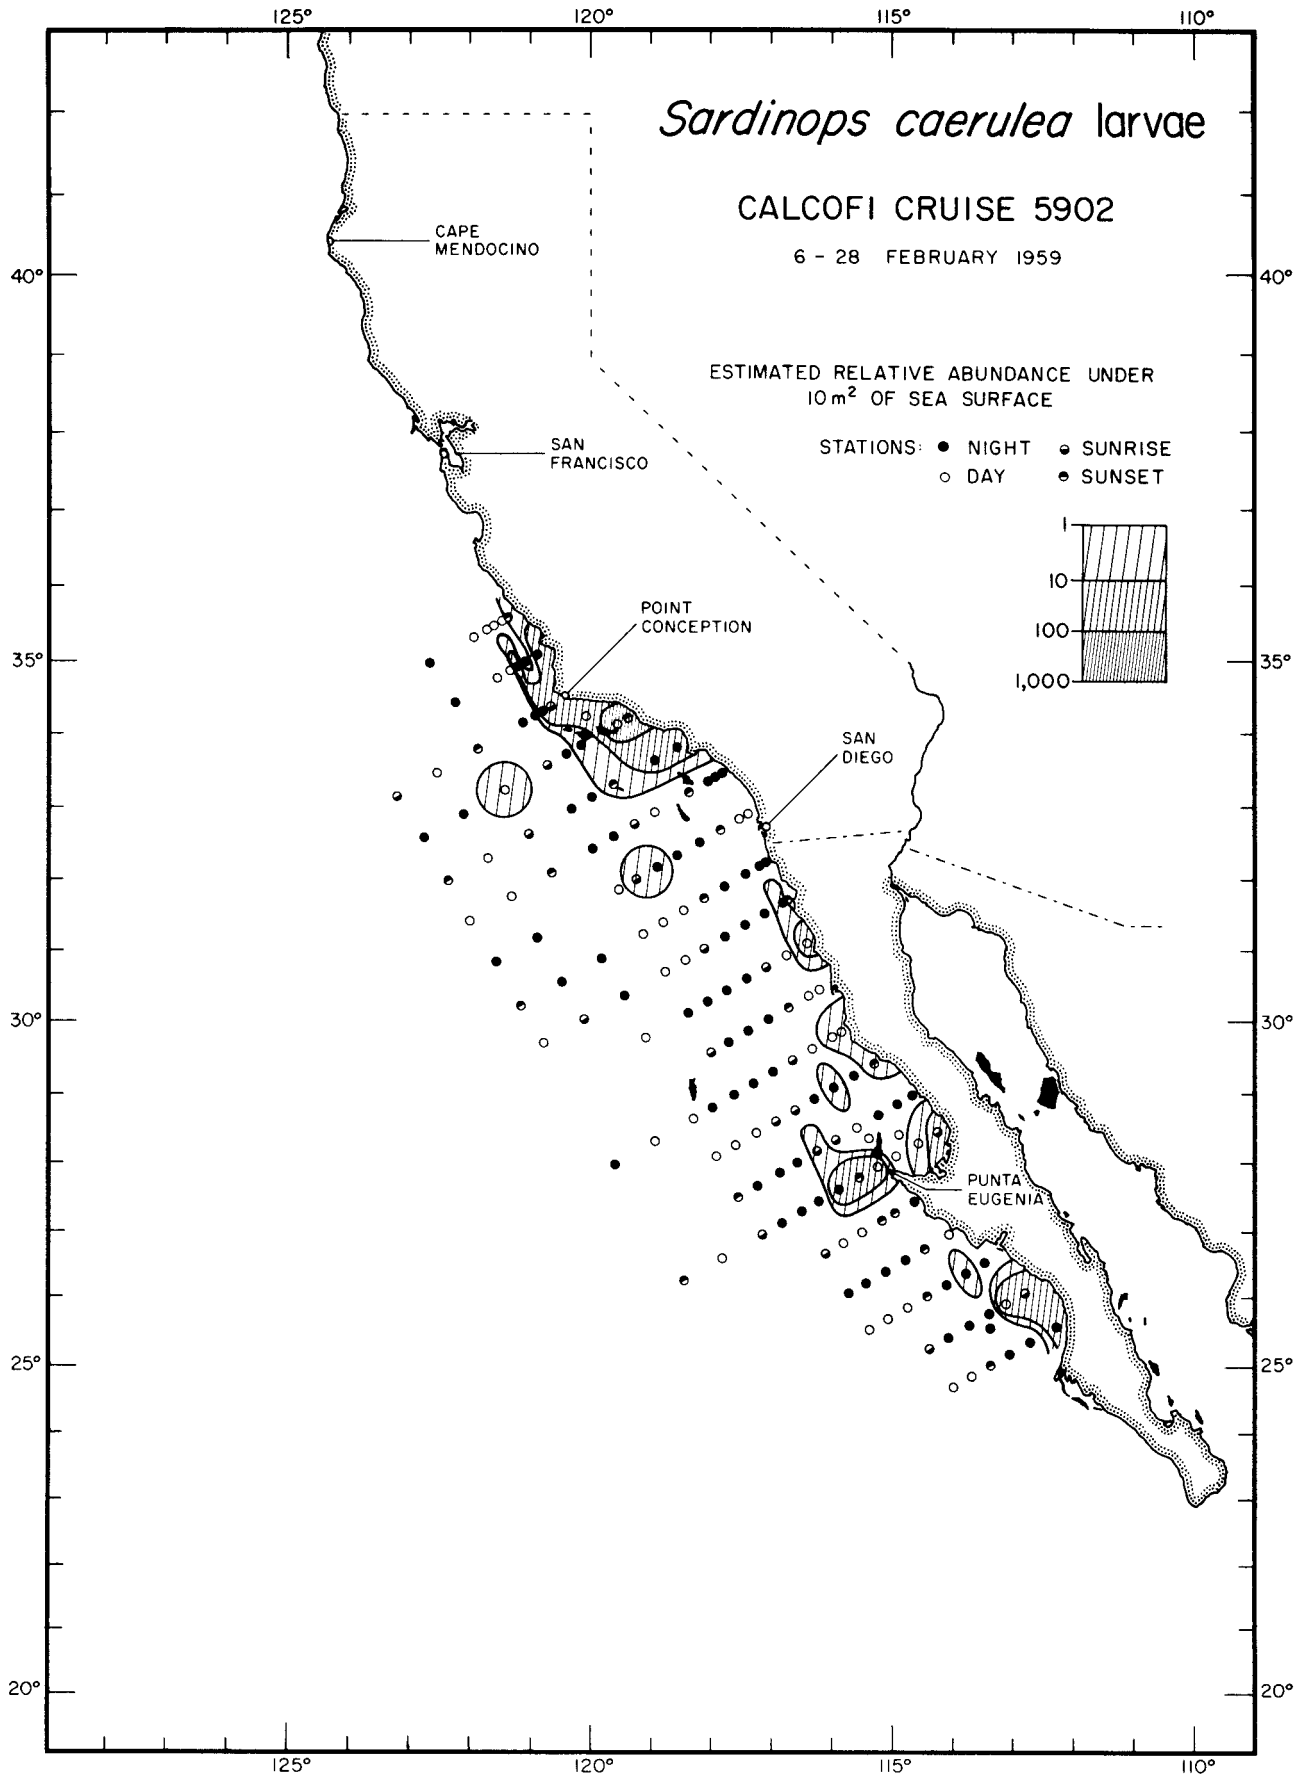 125° 120° 115° 110°
Sardinops caerulea larvae
CALCOFI CRUISE 5902
6 – 28 FEBRUARY 1959
CAPE
MENDOCINO
40° 40°
ESTIMATED RELATIVE ABUNDANCE UNDER
10 m² OF SEA SURFACE
STATIONS: ● NIGHT ◒ SUNRISE
○ DAY ◓ SUNSET
SAN
FRANCISCO
1
10
100
1,000
POINT
CONCEPTION
35° 35°
SAN
DIEGO
30° 30°
PUNTA
EUGENIA
25° 25°
20° 20°
125° 120° 115° 110°